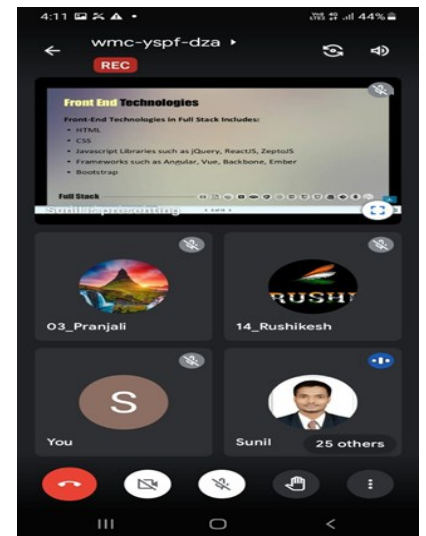 4:11 44%
wmc-yspf-dza
REC
Front End Technologies
Front-End Technologies in Full Stack Includes:
• HTML
• CSS
• Javascript Libraries such as jQuery, ReactJS, ZeptoJS
• Frameworks such as Angular, Vue, Backbone, Ember
• Bootstrap
Full Stack
Sunil is presenting
03_Pranjali
RUSHI
14_Rushikesh
S
You
Sunil
25 others